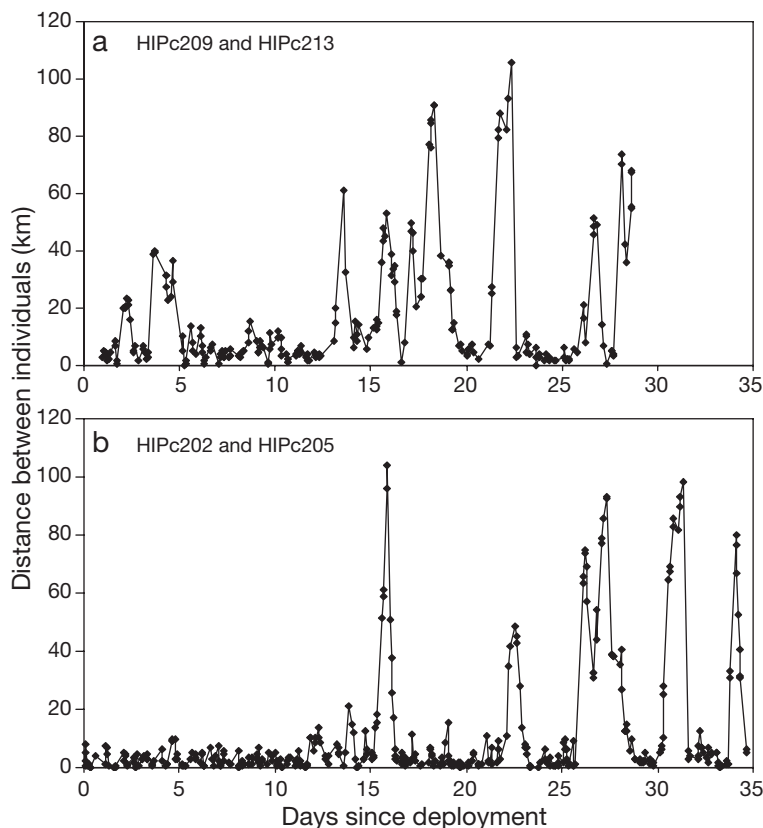 Distance between individuals (km)
a HIPc209 and HIPc213
120
100
80
60
40
20
0
0 5 10 15 20 25 30 35
b HIPc202 and HIPc205
120
100
80
60
40
20
0
0 5 10 15 20 25 30 35
Days since deployment